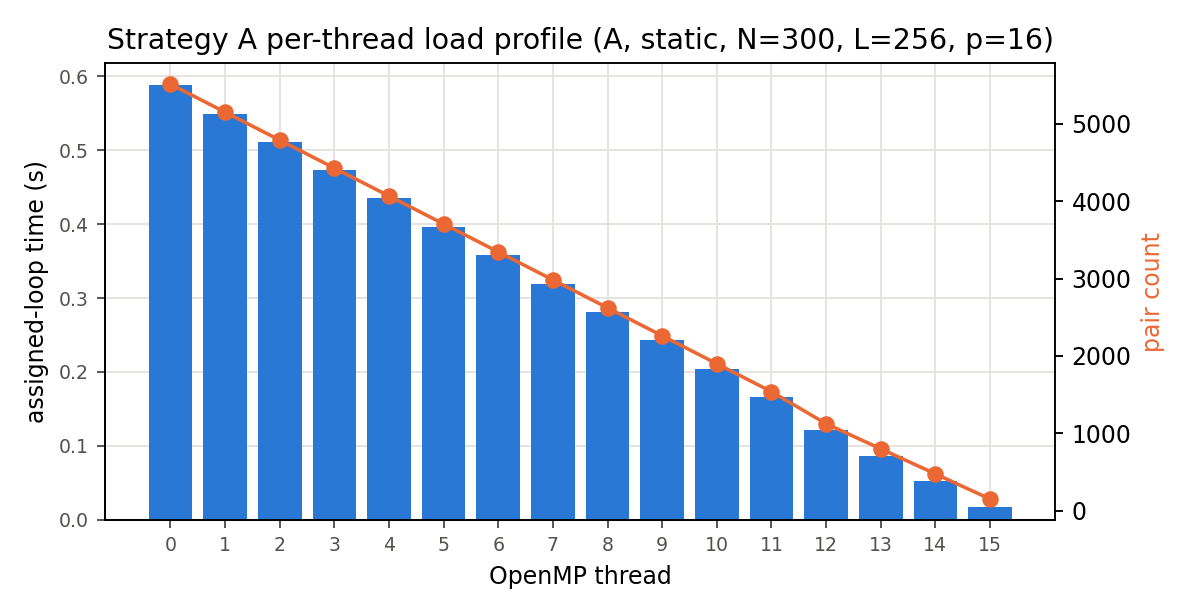 Strategy A per-thread load profile (A, static, N=300, L=256, p=16)
assigned-loop time (s)
0.6
0.5
0.4
0.3
0.2
0.1
0.0
5000
4000
3000
2000
1000
0
pair count
0 1 2 3 4 5 6 7 8 9 10 11 12 13 14 15
OpenMP thread